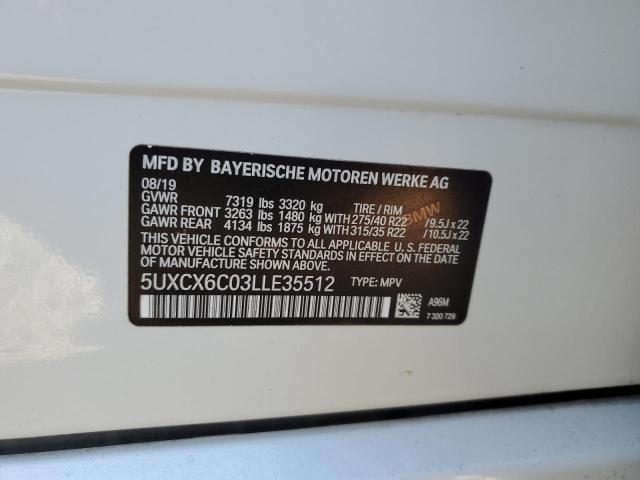 MFD BY BAYERISCHE MOTOREN WERKE AG
08/19
GVWR 7319 lbs 3320 kg TIRE / RIM
GAWR FRONT 3263 lbs 1480 kg WITH 275/40 R22 /9.5J x 22
GAWR REAR 4134 lbs 1875 kg WITH 315/35 R22 /10.5J x 22
BMW
THIS VEHICLE CONFORMS TO ALL APPLICABLE U.S. FEDERAL
MOTOR VEHICLE SAFETY STANDARDS IN EFFECT ON THE DATE
OF MANUFACTURE SHOWN ABOVE.
5UXCX6C03LLE35512 TYPE: MPV
A96M
7 320 729